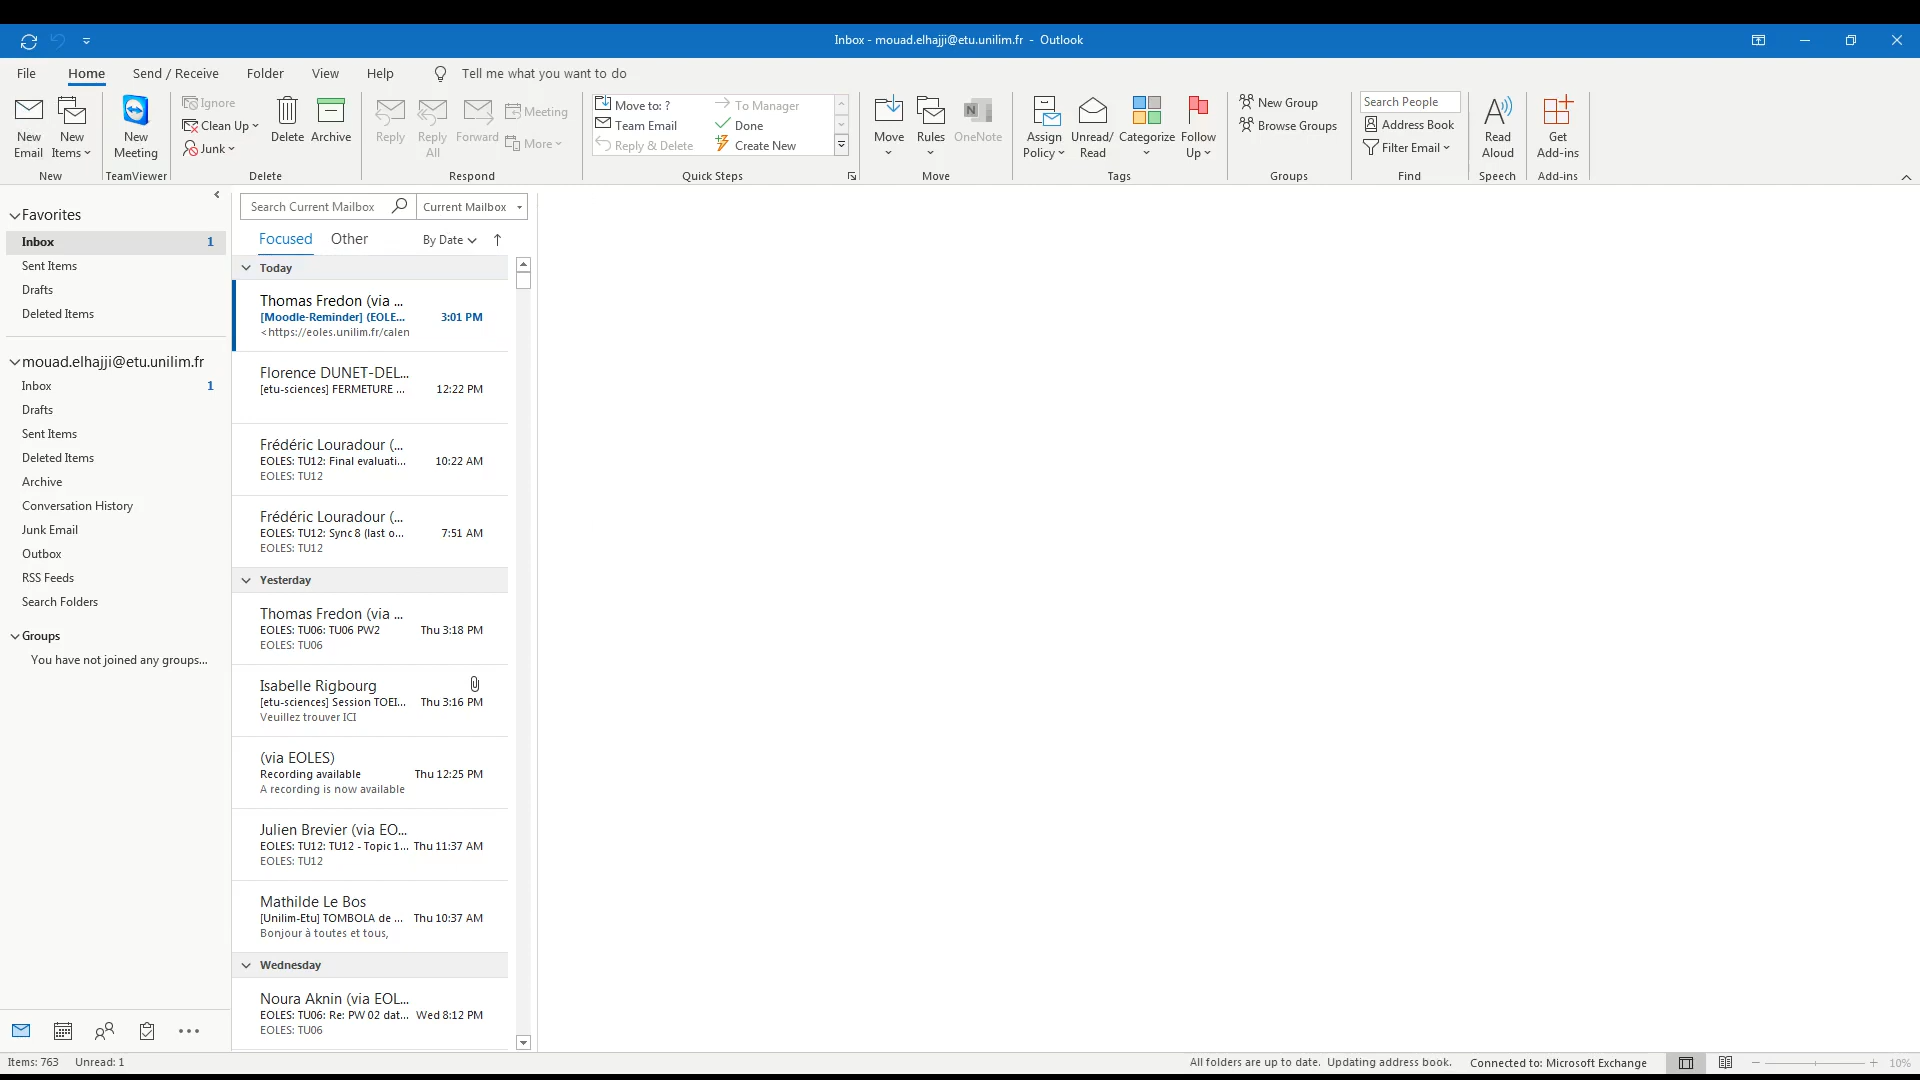 Inbox - mouad.elhajji@etu.unilim.fr - Outlook
File Home Send / Receive Folder View Help Tell me what you want to do
New Email
New Items
New
New Meeting
TeamViewer
Ignore
Clean Up
Junk
Delete
Archive
Delete
Reply
Reply All
Forward
Meeting
More
Respond
Move to: ?
Team Email
Reply & Delete
To Manager
Done
Create New
Quick Steps
Move
Rules
OneNote
Move
Assign Policy
Unread/ Read
Categorize
Follow Up
Tags
New Group
Browse Groups
Groups
Search People
Address Book
Filter Email
Find
Read Aloud
Speech
Get Add-ins
Add-ins
Favorites
Inbox 1
Sent Items
Drafts
Deleted Items
mouad.elhajji@etu.unilim.fr
Inbox 1
Drafts
Sent Items
Deleted Items
Archive
Conversation History
Junk Email
Outbox
RSS Feeds
Search Folders
Groups
You have not joined any groups...
Search Current Mailbox Current Mailbox
Focused Other By Date
Today
Thomas Fredon (via ...
[Moodle-Reminder] (EOLE... 3:01 PM
<https://eoles.unilim.fr/calen
Florence DUNET-DEL...
[etu-sciences] FERMETURE ... 12:22 PM
Frédéric Louradour (...
EOLES: TU12: Final evaluati... 10:22 AM
EOLES: TU12
Frédéric Louradour (...
EOLES: TU12: Sync 8 (last o... 7:51 AM
EOLES: TU12
Yesterday
Thomas Fredon (via ...
EOLES: TU06: TU06 PW2 Thu 3:18 PM
EOLES: TU06
Isabelle Rigbourg
[etu-sciences] Session TOEI... Thu 3:16 PM
Veuillez trouver ICI
(via EOLES)
Recording available Thu 12:25 PM
A recording is now available
Julien Brevier (via EO...
EOLES: TU12: TU12 - Topic 1... Thu 11:37 AM
EOLES: TU12
Mathilde Le Bos
[Unilim-Etu] TOMBOLA de ... Thu 10:37 AM
Bonjour à toutes et tous,
Wednesday
Noura Aknin (via EOL...
EOLES: TU06: Re: PW 02 dat... Wed 8:12 PM
EOLES: TU06
Items: 763 Unread: 1 All folders are up to date. Updating address book. Connected to: Microsoft Exchange 10%